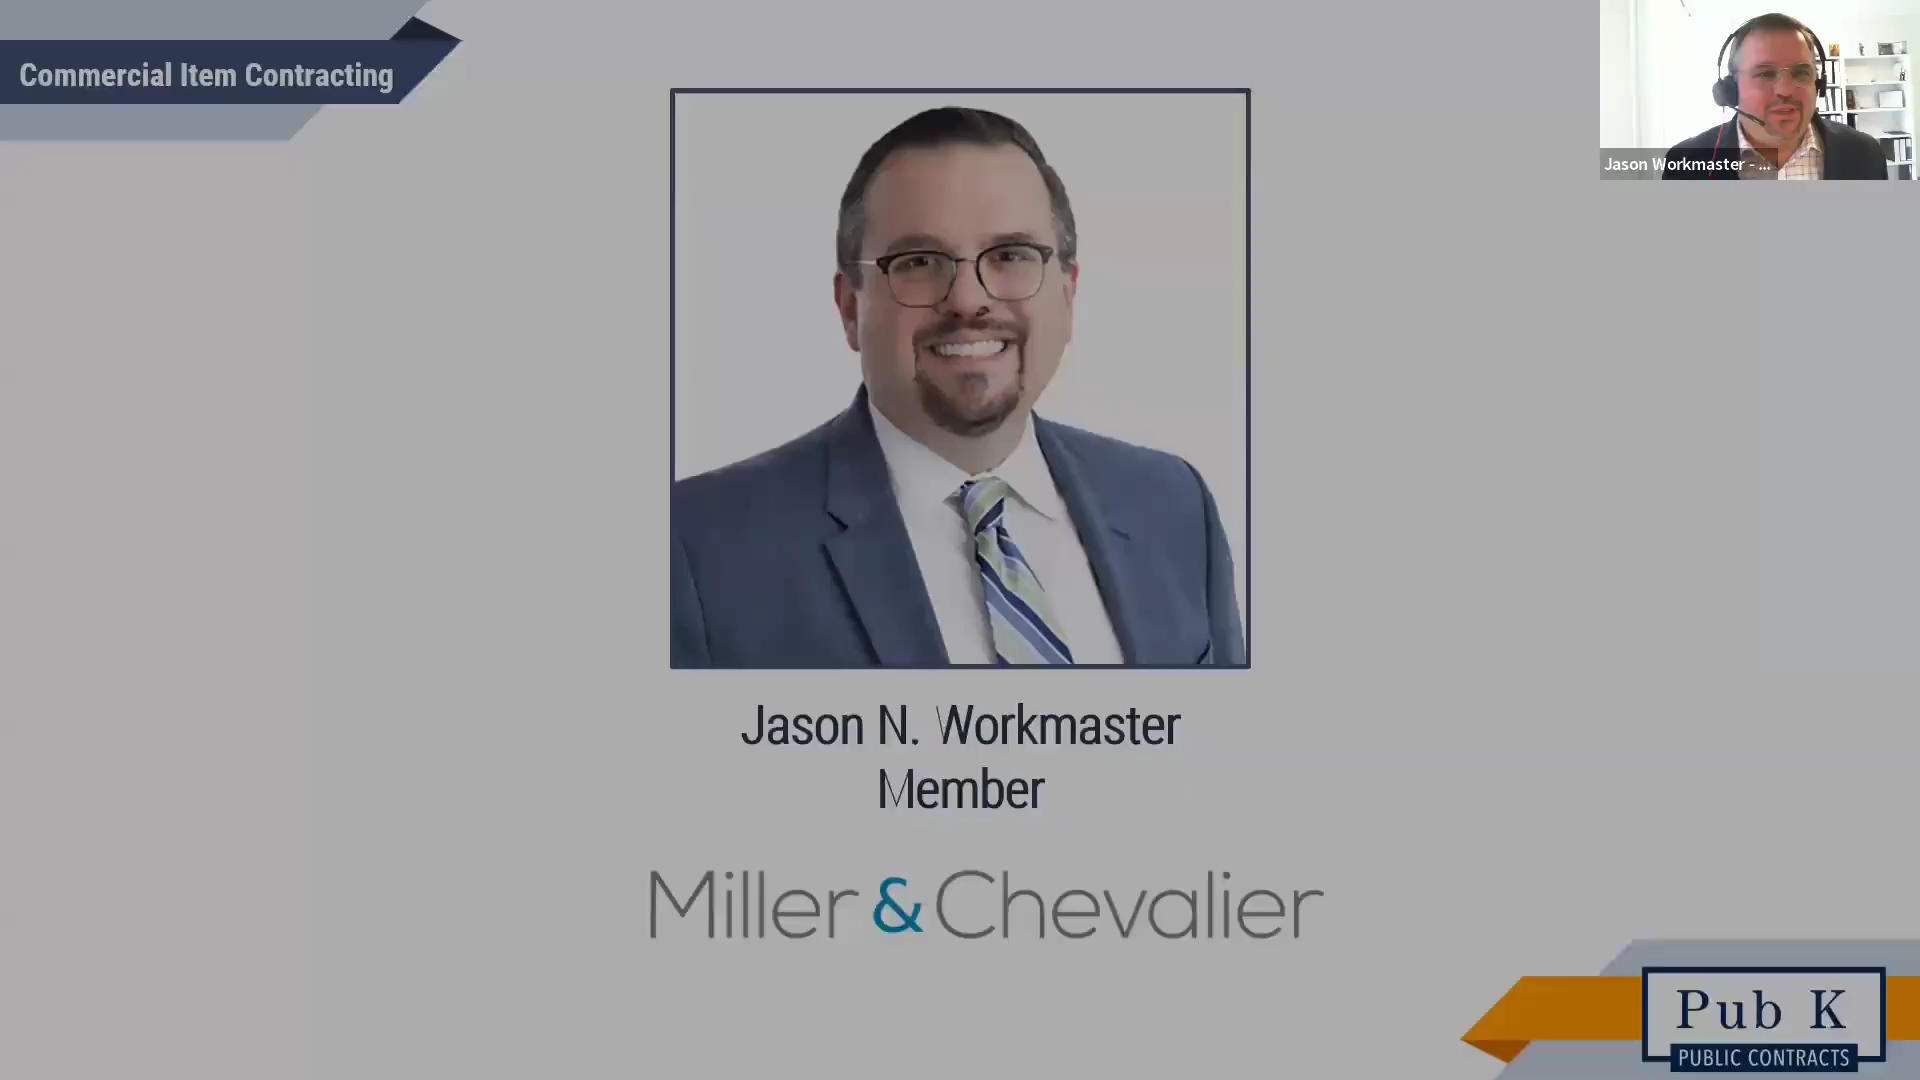 Commercial Item Contracting
Jason Workmaster - ...
Jason N. Workmaster
Member
Miller & Chevalier
Pub K
PUBLIC CONTRACTS